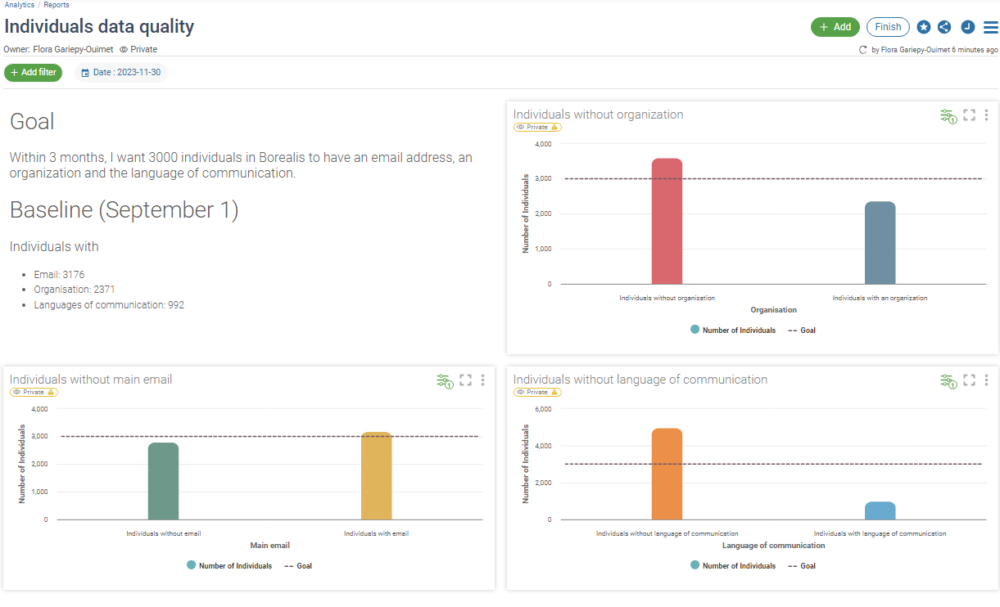 Analytics / Reports
Individuals data quality
+ Add
Finish
Owner: Flora Gariepy-Ouimet Private
by Flora Gariepy-Ouimet 6 minutes ago
+ Add filter
Date : 2023-11-30
Goal
Within 3 months, I want 3000 individuals in Borealis to have an email address, an
organization and the language of communication.
Baseline (September 1)
Individuals with
• Email: 3176
• Organisation: 2371
• Languages of communication: 992
Individuals without organization
1
Private
Number of Individuals
4,000
3,000
2,000
1,000
0
Individuals without organization
Individuals with an organization
Organisation
Number of Individuals
Goal
Individuals without main email
1
Private
Number of Individuals
4,000
3,000
2,000
1,000
0
Individuals without email
Individuals with email
Main email
Number of Individuals
Goal
Individuals without language of communication
1
Private
Number of Individuals
6,000
4,000
2,000
0
Individuals without language of communication
Individuals with language of communication
Language of communication
Number of Individuals
Goal